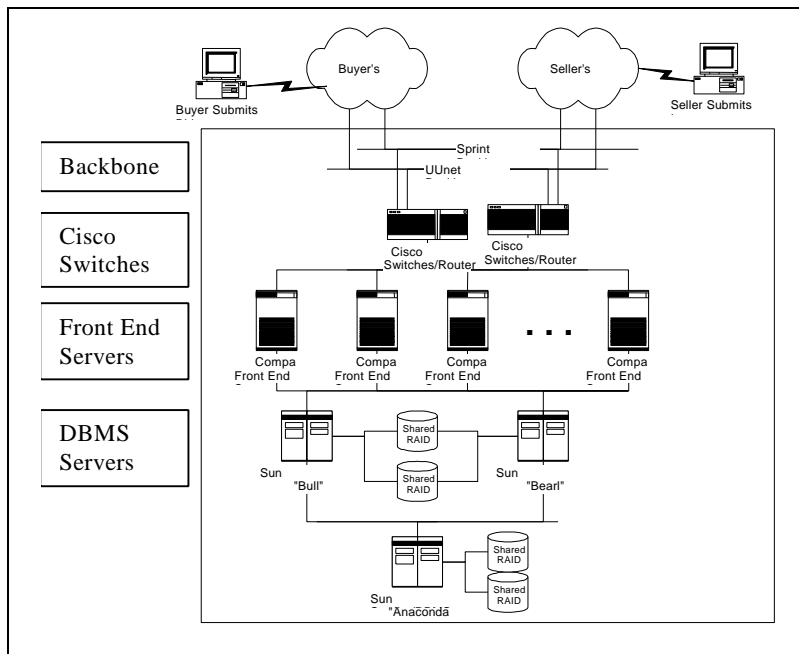 Buyer's
Seller's
Buyer Submits
Seller Submits
Sprint
UUnet
Backbone
Cisco
Switches
Cisco
Switches/Router
Cisco
Switches/Router
Front End
Servers
Compa
Front End
Compa
Front End
Compa
Front End
Compa
Front End
DBMS
Servers
Shared
RAID
Shared
RAID
Sun
"Bull"
Sun
"Bearl"
Shared
RAID
Shared
RAID
Sun
"Anaconda